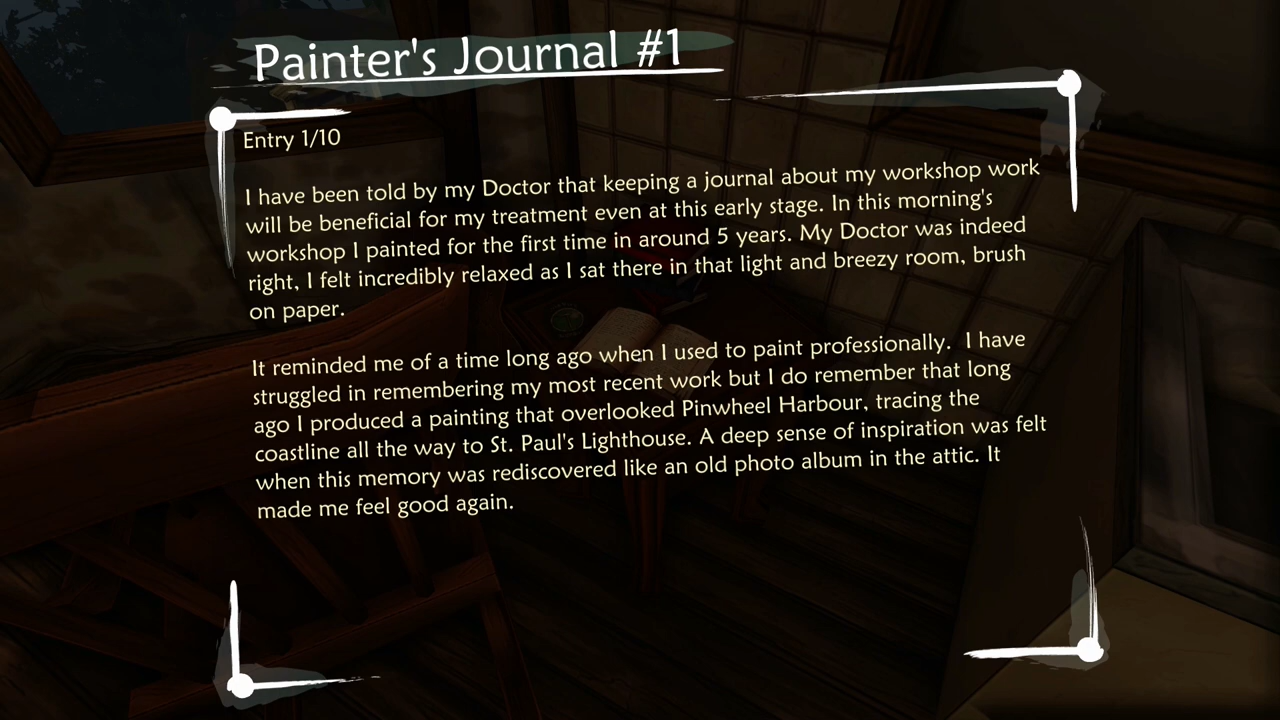 Painter's Journal #1
Entry 1/10
I have been told by my Doctor that keeping a journal about my workshop work
will be beneficial for my treatment even at this early stage. In this morning's
workshop I painted for the first time in around 5 years. My Doctor was indeed
right, I felt incredibly relaxed as I sat there in that light and breezy room, brush
on paper.
It reminded me of a time long ago when I used to paint professionally.  I have
struggled in remembering my most recent work but I do remember that long
ago I produced a painting that overlooked Pinwheel Harbour, tracing the
coastline all the way to St. Paul's Lighthouse. A deep sense of inspiration was felt
when this memory was rediscovered like an old photo album in the attic. It
made me feel good again.